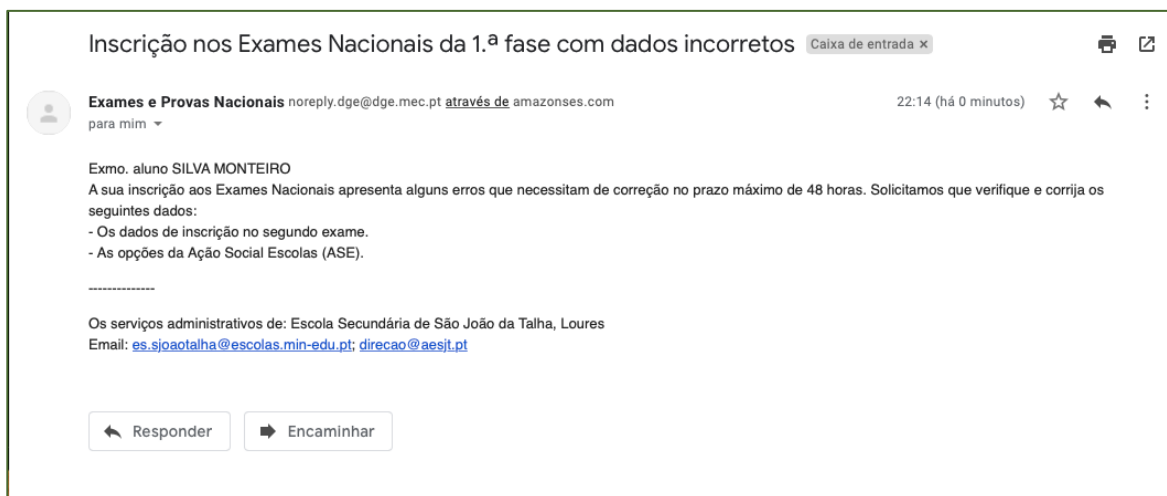 Inscrição nos Exames Nacionais da 1.ª fase com dados incorretos Caixa de entrada ×
Exames e Provas Nacionais noreply.dge@dge.mec.pt através de amazonses.com 22:14 (há 0 minutos)
para mim
Exmo. aluno SILVA MONTEIRO
A sua inscrição aos Exames Nacionais apresenta alguns erros que necessitam de correção no prazo máximo de 48 horas. Solicitamos que verifique e corrija os
seguintes dados:
- Os dados de inscrição no segundo exame.
- As opções da Ação Social Escolas (ASE).
--------------
Os serviços administrativos de: Escola Secundária de São João da Talha, Loures
Email: es.sjoaotalha@escolas.min-edu.pt; direcao@aesjt.pt
Responder Encaminhar